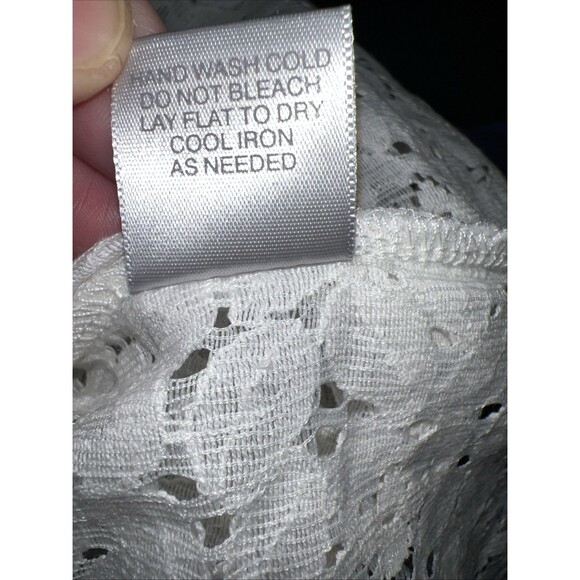 HAND WASH COLD
DO NOT BLEACH
LAY FLAT TO DRY
COOL IRON
AS NEEDED